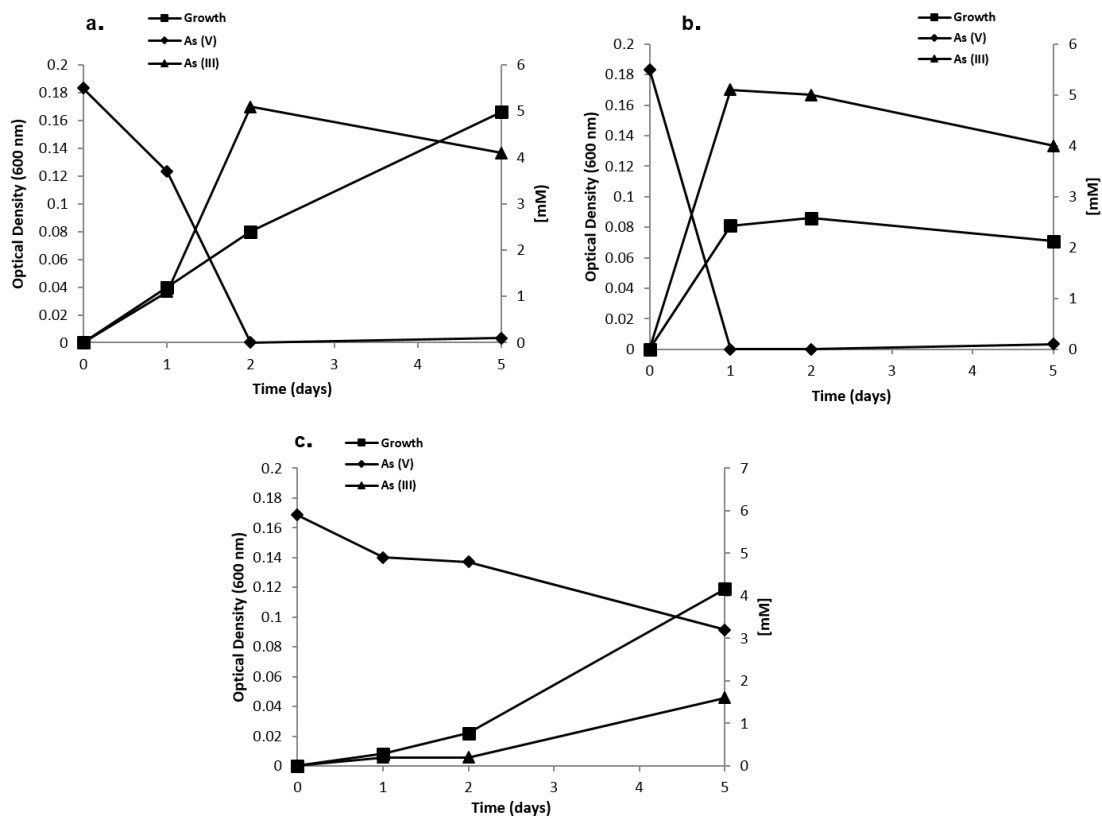 a.
Growth
As (V)
As (III)
0.2
0.18
0.16
0.14
0.12
0.1
0.08
0.06
0.04
0.02
0
Optical Density (600 nm)
6
5
4
3
2
1
0
[mM]
0 1 2 3 4 5
Time (days)
b.
Growth
As (V)
As (III)
0.2
0.18
0.16
0.14
0.12
0.1
0.08
0.06
0.04
0.02
0
Optical Density (600 nm)
6
5
4
3
2
1
0
[mM]
0 1 2 3 4 5
Time (days)
c.
Growth
As (V)
As (III)
0.2
0.18
0.16
0.14
0.12
0.1
0.08
0.06
0.04
0.02
0
Optical Density (600 nm)
7
6
5
4
3
2
1
0
[mM]
0 1 2 3 4 5
Time (days)